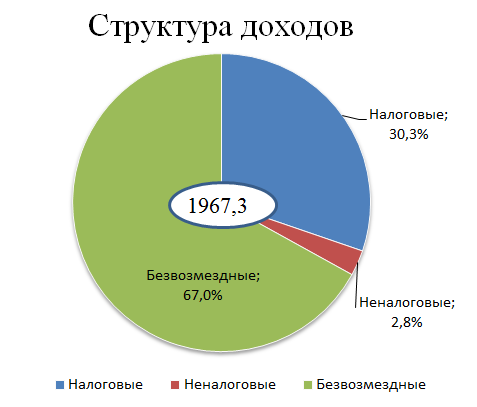 Структура доходов
Налоговые;
30,3%
1967,3
Безвозмездные;
67,0%
Неналоговые;
2,8%
Налоговые Неналоговые Безвозмездные